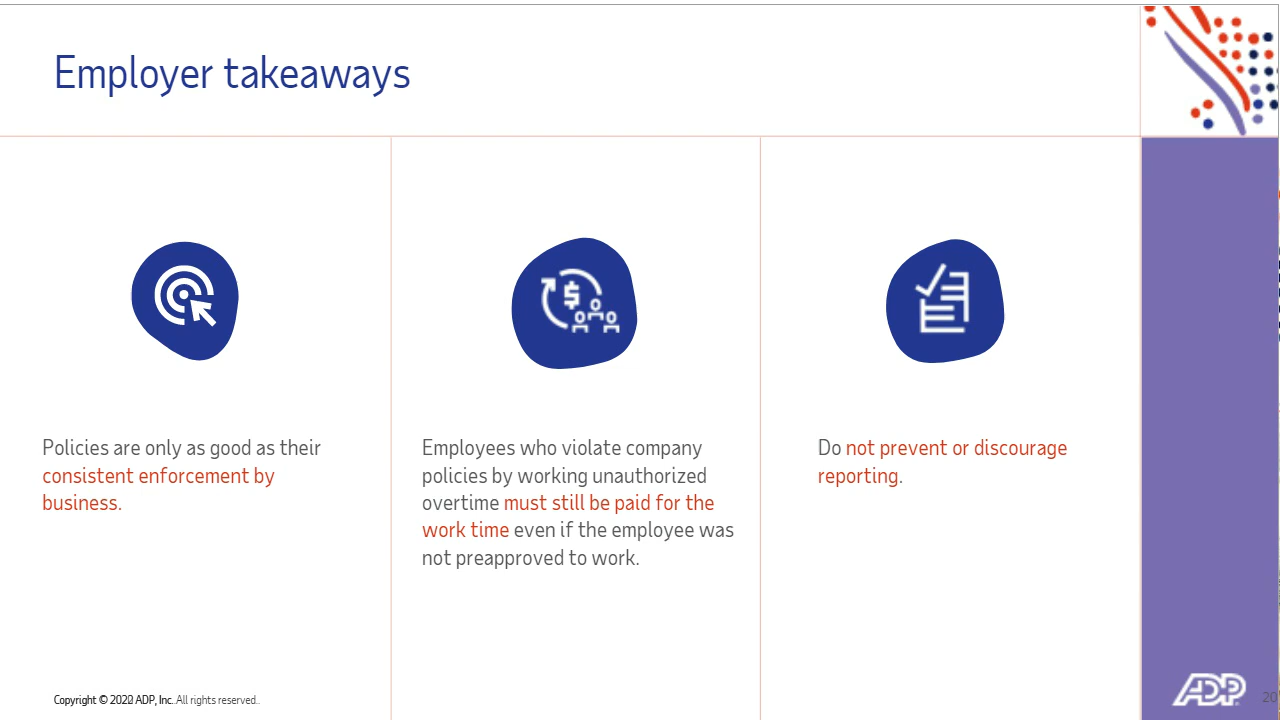 Employer takeaways
Policies are only as good as their
consistent enforcement by
business.
Employees who violate company
policies by working unauthorized
overtime must still be paid for the
work time even if the employee was
not preapproved to work.
Do not prevent or discourage
reporting.
Copyright © 2022 ADP, Inc. All rights reserved.
ADP
20